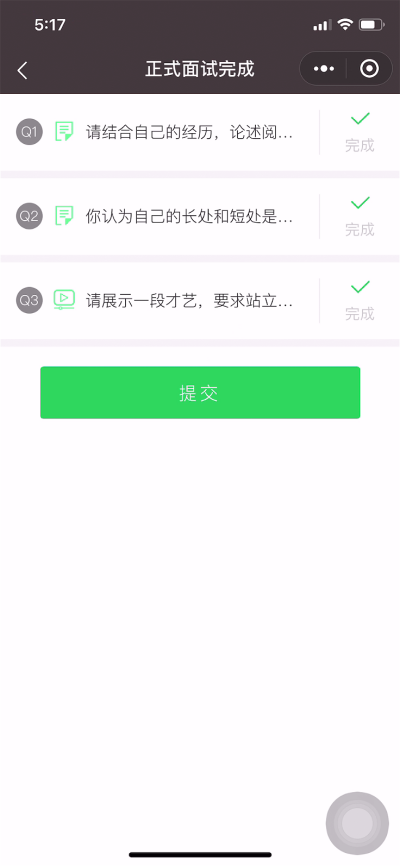 5:17
正式面试完成
Q1 请结合自己的经历，论述阅... 完成
Q2 你认为自己的长处和短处是... 完成
Q3 请展示一段才艺，要求站立... 完成
提交